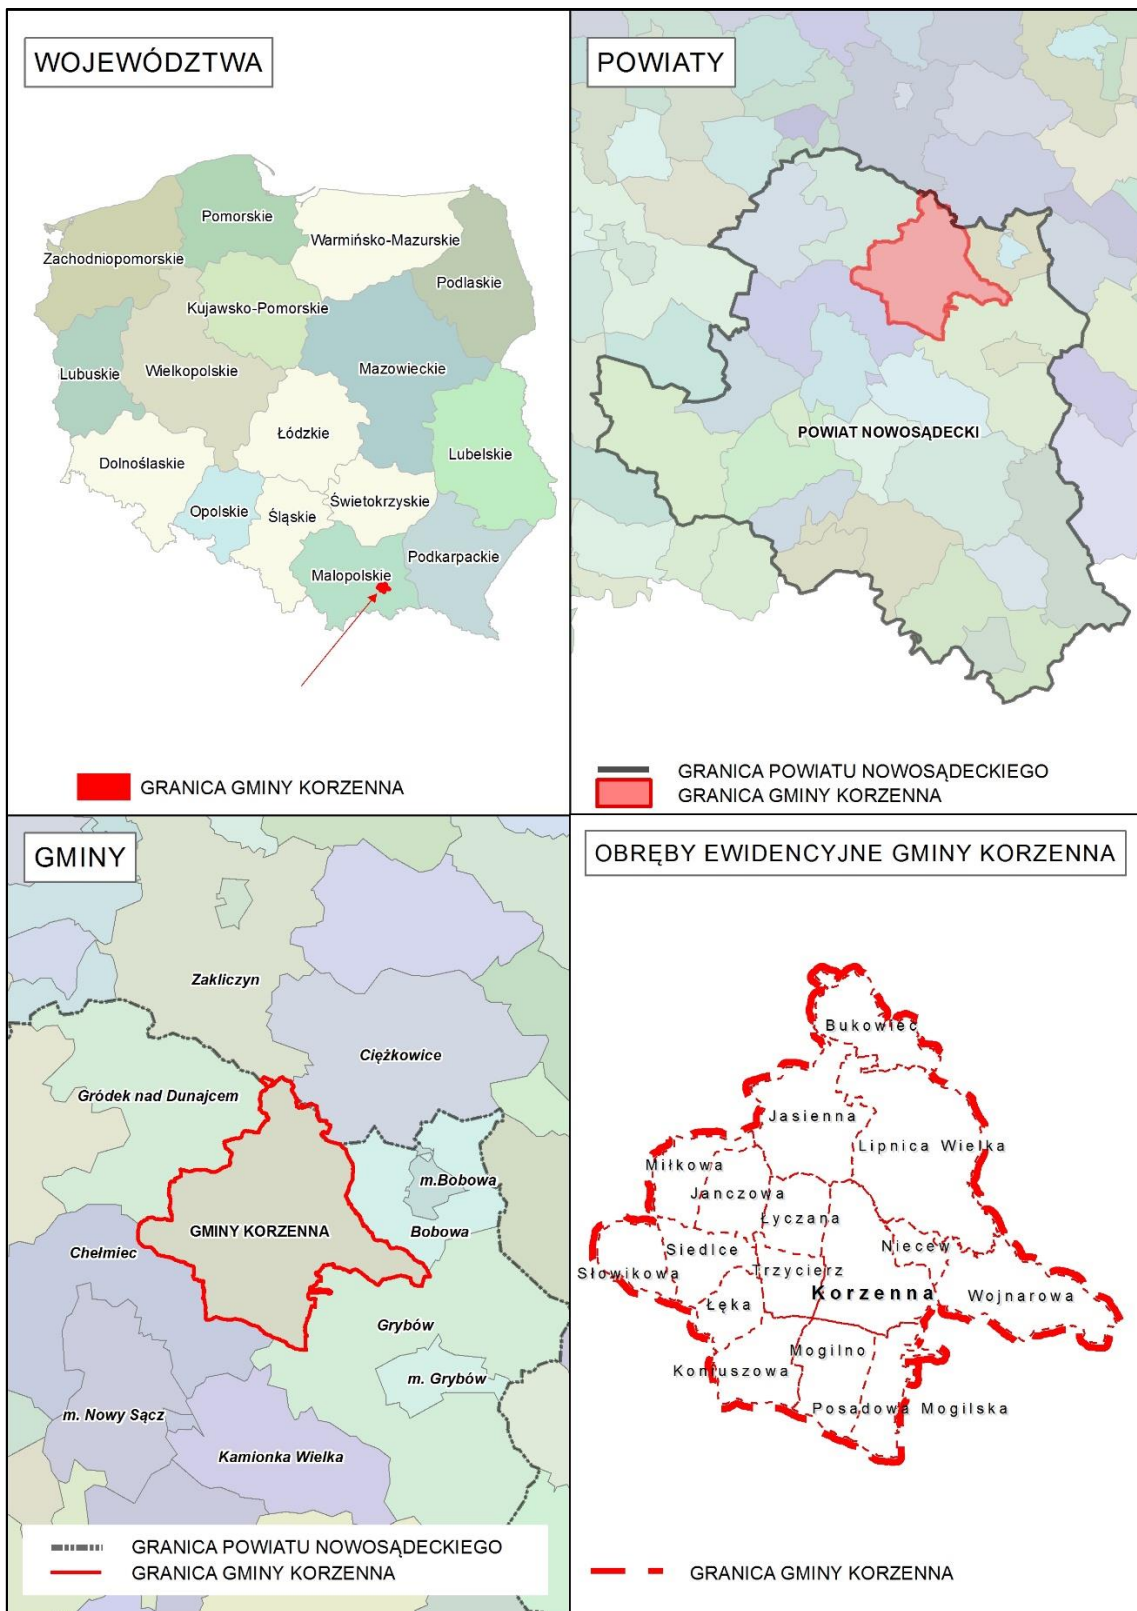 WOJEWÓDZTWA
Pomorskie
Warmińsko-Mazurskie
Zachodniopomorskie
Podlaskie
Kujawsko-Pomorskie
Lubuskie
Wielkopolskie
Mazowieckie
Łódzkie
Dolnoślaskie
Lubelskie
Opolskie
Śląskie
Świetokrzyskie
Podkarpackie
Malopolskie
GRANICA GMINY KORZENNA
POWIATY
POWIAT NOWOSĄDECKI
GRANICA POWIATU NOWOSĄDECKIEGO
GRANICA GMINY KORZENNA
GMINY
Zakliczyn
Ciężkowice
Gródek nad Dunajcem
m.Bobowa
GMINY KORZENNA
Bobowa
Chełmiec
Grybów
m. Grybów
m. Nowy Sącz
Kamionka Wielka
GRANICA POWIATU NOWOSĄDECKIEGO
GRANICA GMINY KORZENNA
OBRĘBY EWIDENCYJNE GMINY KORZENNA
Bukowiec
Jasienna
Lipnica Wielka
Miłkowa
Janczowa
Łyczana
Siedlce
Niecew
Słowikowa
Trzycierz
Korzenna
Wojnarowa
Łęka
Mogilno
Koniuszowa
Posadowa Mogilska
GRANICA GMINY KORZENNA